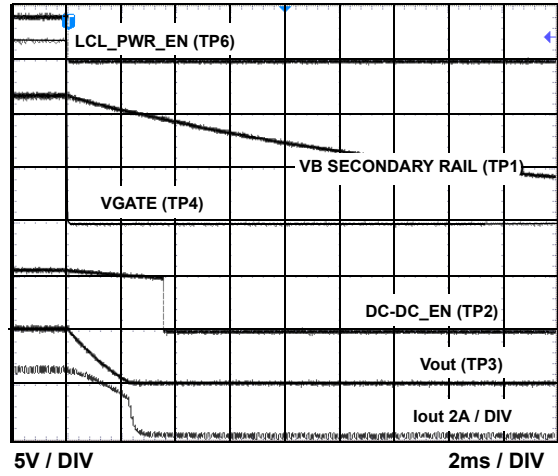 T
LCL_PWR_EN (TP6)
VB SECONDARY RAIL (TP1)
VGATE (TP4)
DC-DC_EN (TP2)
Vout (TP3)
Iout 2A / DIV
5V / DIV
2ms / DIV